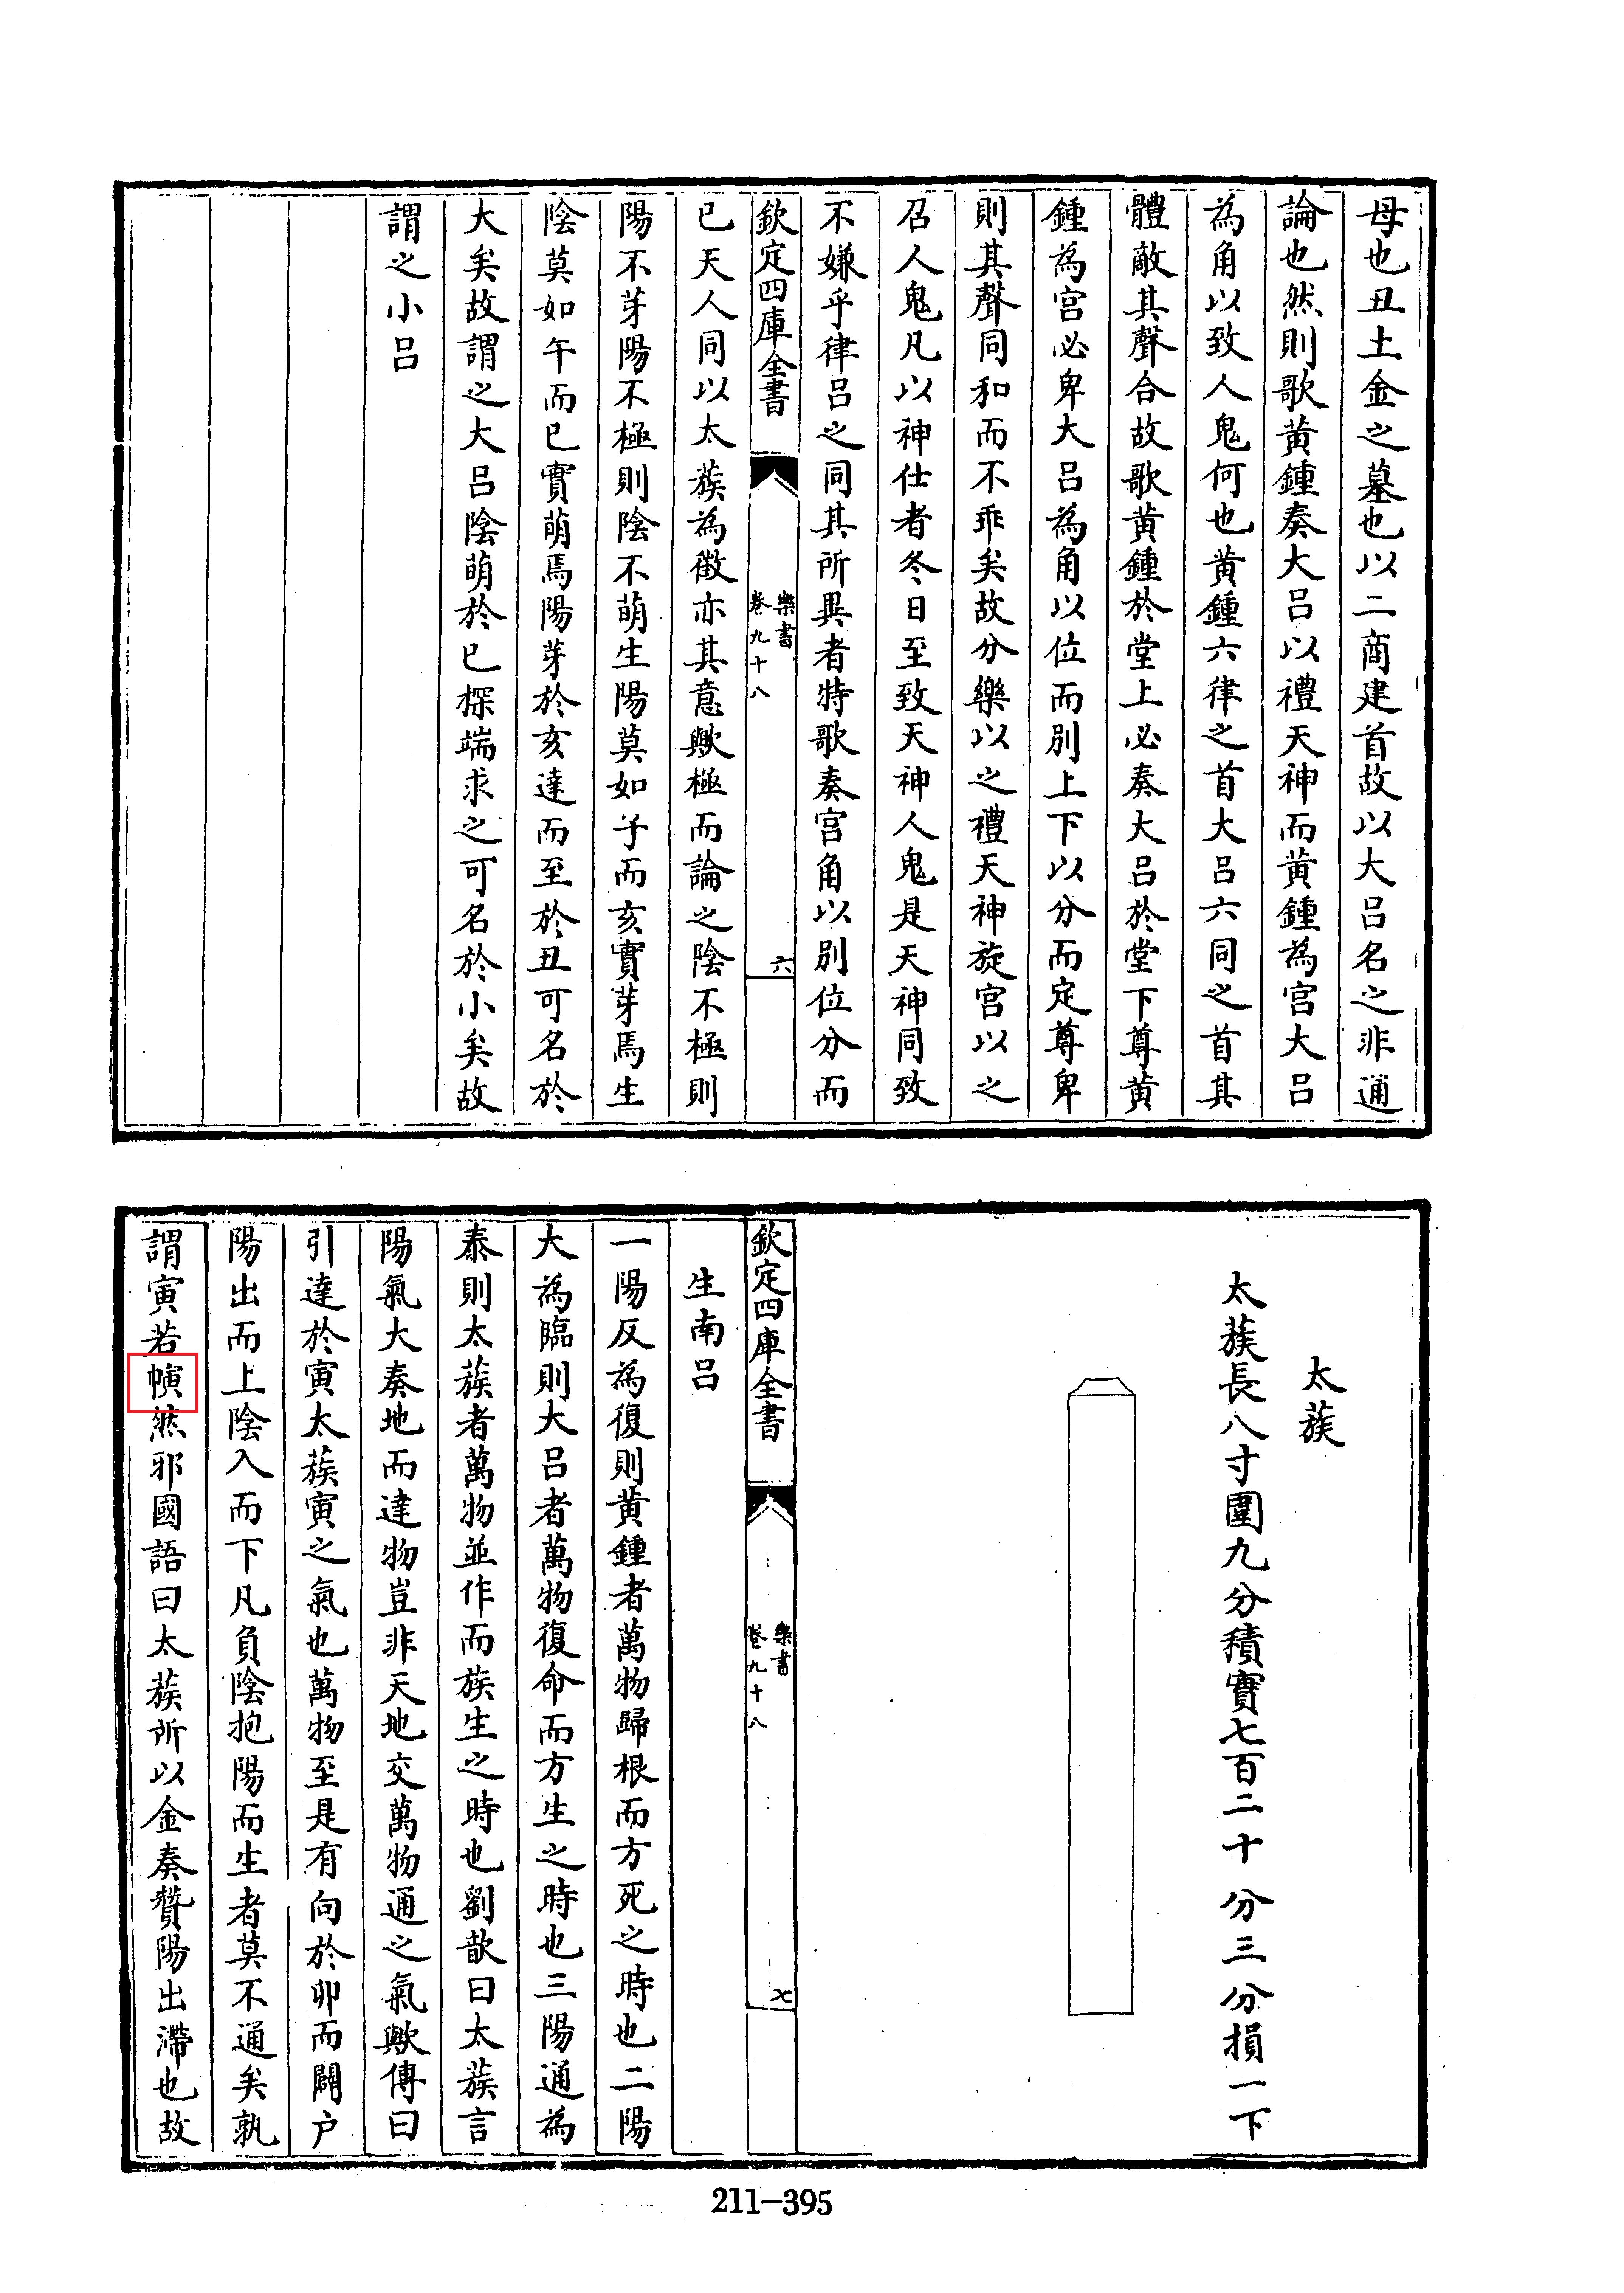 母也丑土金之墓也以二商建首故以大吕名之非通
論也然則歌黄鍾奏大吕以禮天神而黄鍾為宫大吕
為角以致人鬼何也黄鍾六律之首大吕六同之首其
體敵其聲合故歌黄鍾於堂上必奏大吕於堂下尊黄
鍾為宫必卑大吕為角以位而别上下以分而定尊卑
則其聲同和而不乖矣故分樂以之禮天神旋宫以之
召人鬼凡以神仕者冬日至致天神人鬼是天神同致
不嫌乎律吕之同其所異者特歌奏宫角以别位分而
欽定四庫全書
樂書
卷九十八
六
已天人同以太蔟為徵亦其意歟極而論之陰不極則
陽不芽陽不極則陰不萌生陽莫如子而亥實芽焉生
陰莫如午而巳實萌焉陽芽於亥達而至於丑可名於
大矣故謂之大吕陰萌於巳探端求之可名於小矣故
謂之小吕
太蔟
太蔟長八寸圍九分積實七百二十分三分損一下
欽定四庫全書
樂書
卷九十八
七
生南吕
一陽反為復則黄鍾者萬物歸根而方死之時也二陽
大為臨則大吕者萬物復命而方生之時也三陽通為
泰則太蔟者萬物並作而族生之時也劉歆曰太蔟言
陽氣大奏地而達物豈非天地交萬物通之氣歟傳曰
引達於寅太蔟寅之氣也萬物至是有向於卯而闢户
陽出而上陰入而下凡負陰抱陽而生者莫不通矣孰
謂寅若然邪國語曰太蔟所以金奏贊陽出滯也故
211-395